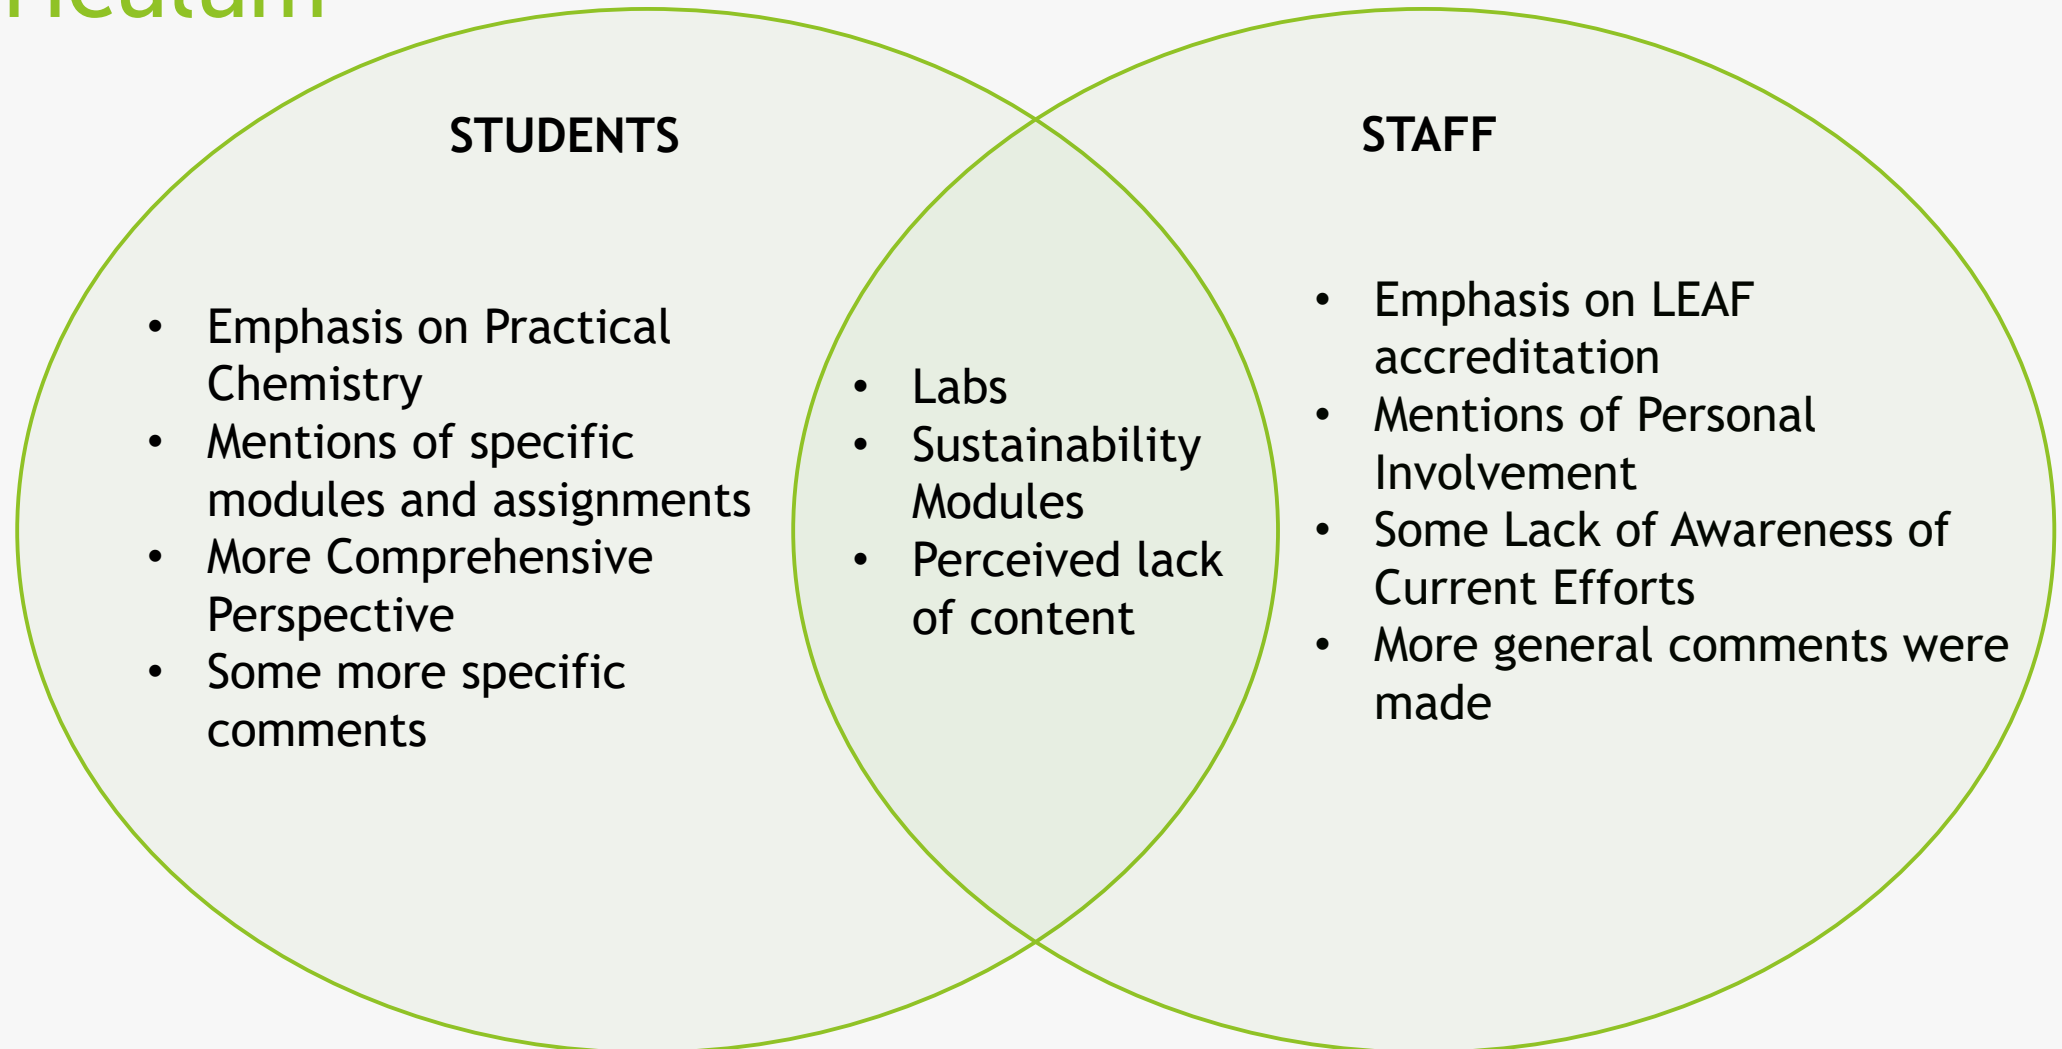 STUDENTS
• Emphasis on Practical
Chemistry
• Mentions of specific
modules and assignments
• More Comprehensive
Perspective
• Some more specific
comments
• Labs
• Sustainability
Modules
• Perceived lack
of content
STAFF
• Emphasis on LEAF
accreditation
• Mentions of Personal
Involvement
• Some Lack of Awareness of
Current Efforts
• More general comments were
made